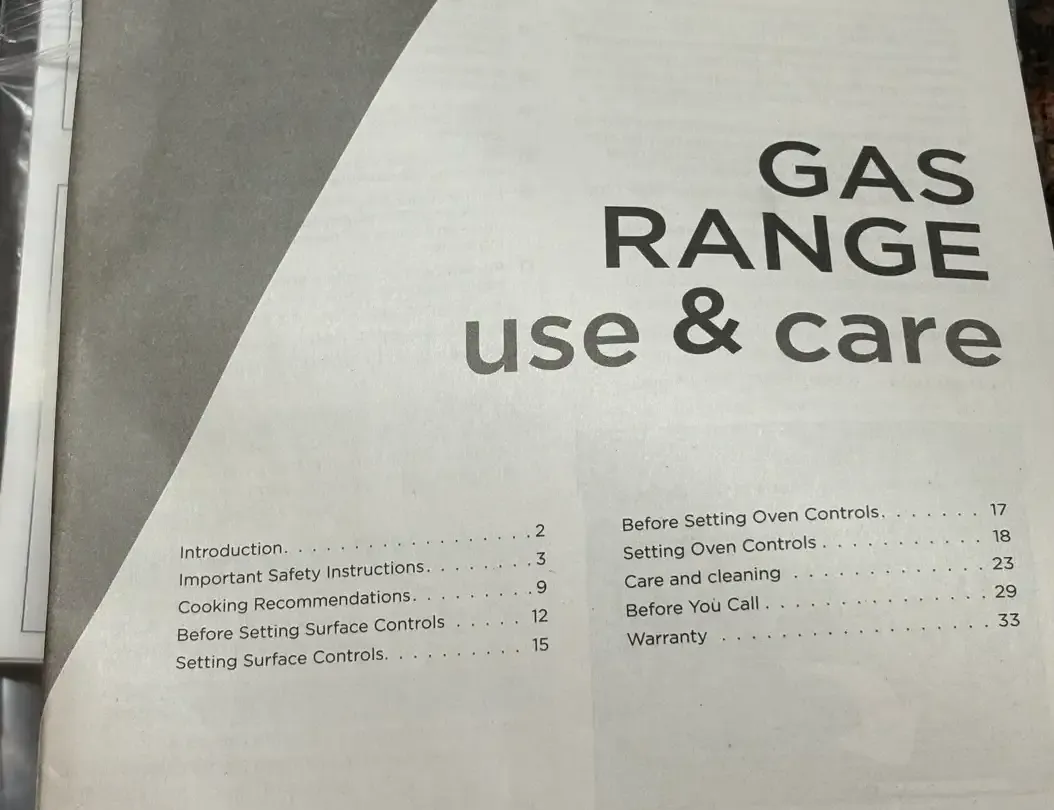 GAS
RANGE
use & care
Introduction. . . . . . . . . . . . . . . . . . 2
Important Safety Instructions. . . . . . . . 3
Cooking Recommendations. . . . . . . . . 9
Before Setting Surface Controls . . . . . 12
Setting Surface Controls. . . . . . . . . . 15
Before Setting Oven Controls. . . . . . . 17
Setting Oven Controls . . . . . . . . . . . 18
Care and cleaning . . . . . . . . . . . . . 23
Before You Call . . . . . . . . . . . . . . . 29
Warranty . . . . . . . . . . . . . . . . . . 33